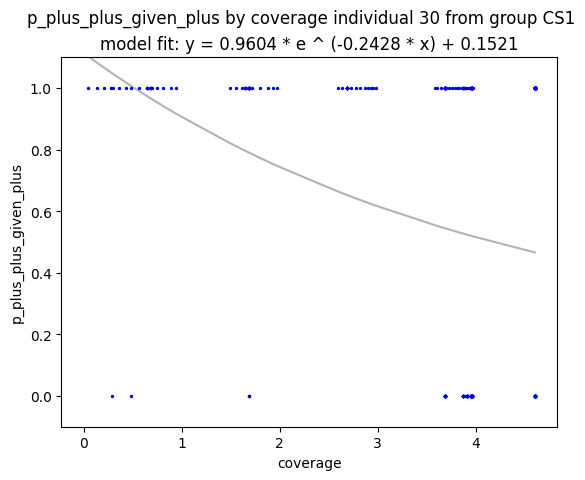 p_plus_plus_given_plus by coverage individual 30 from group CS1
model fit: y = 0.9604 * e ^ (-0.2428 * x) + 0.1521
1.0
0.8
0.6
0.4
0.2
0.0
p_plus_plus_given_plus
0 1 2 3 4
coverage